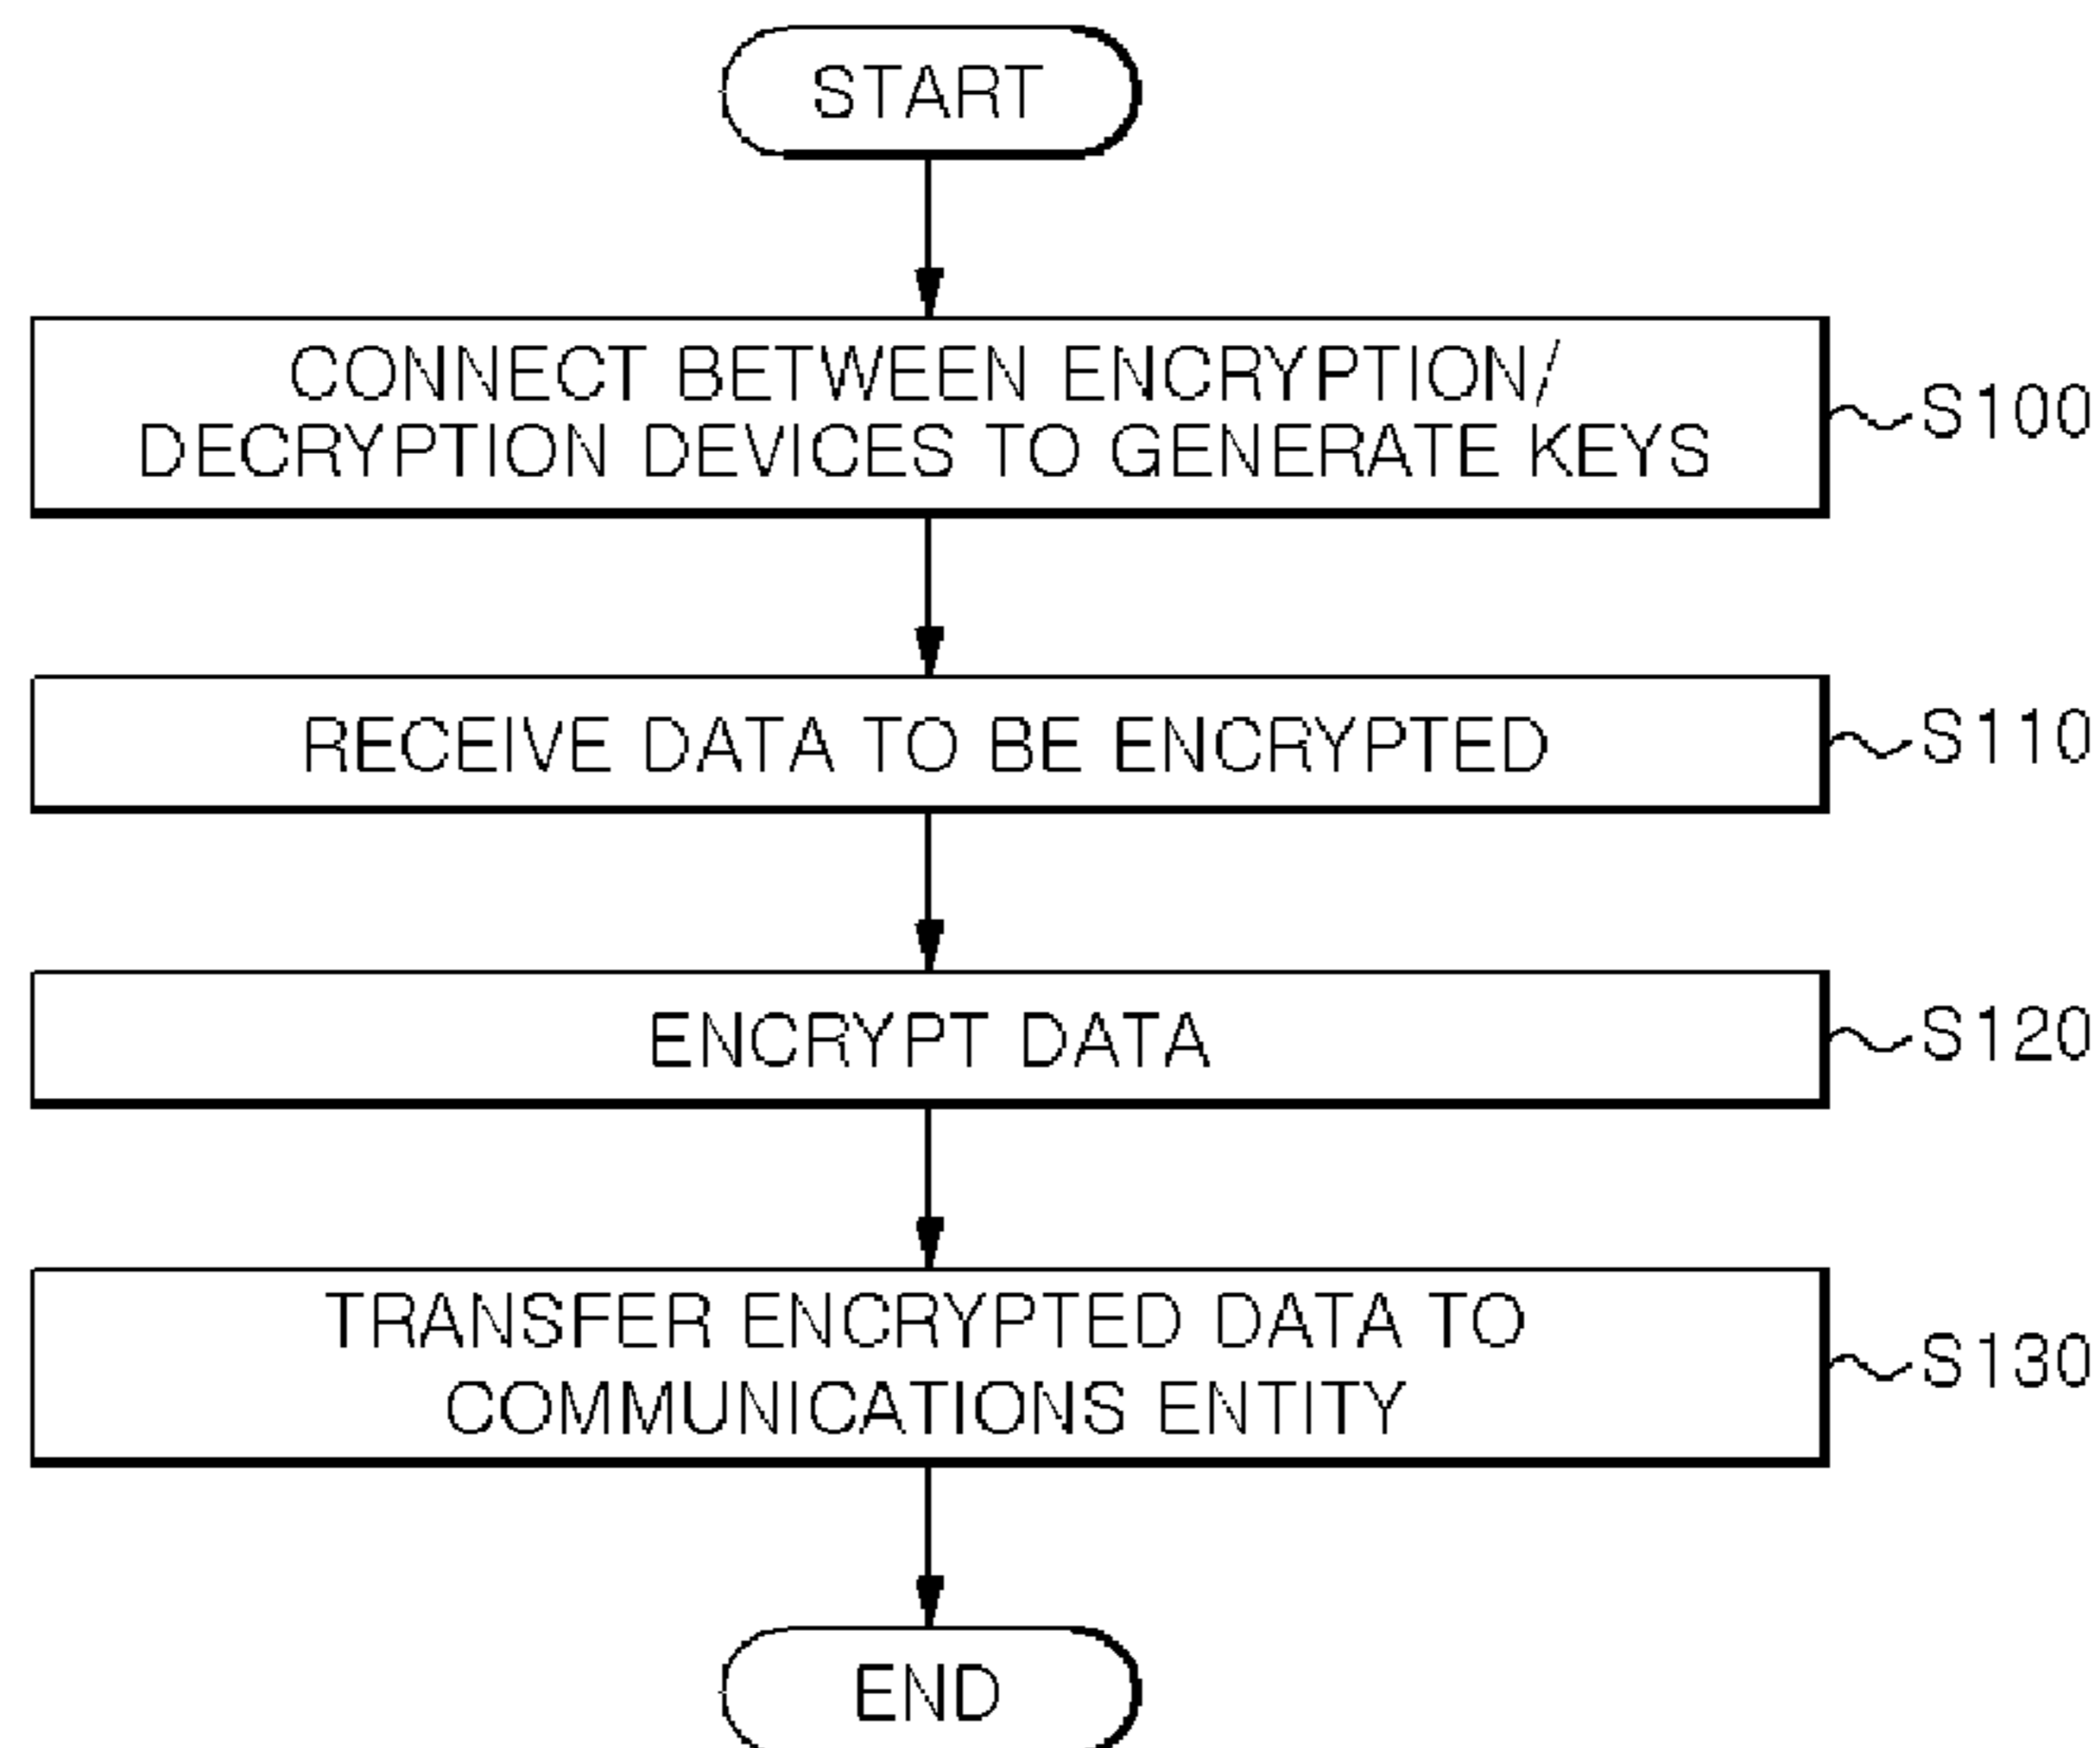 START
CONNECT BETWEEN ENCRYPTION/
DECRYPTION DEVICES TO GENERATE KEYS
S100
RECEIVE DATA TO BE ENCRYPTED
S110
ENCRYPT DATA
S120
TRANSFER ENCRYPTED DATA TO
COMMUNICATIONS ENTITY
S130
END